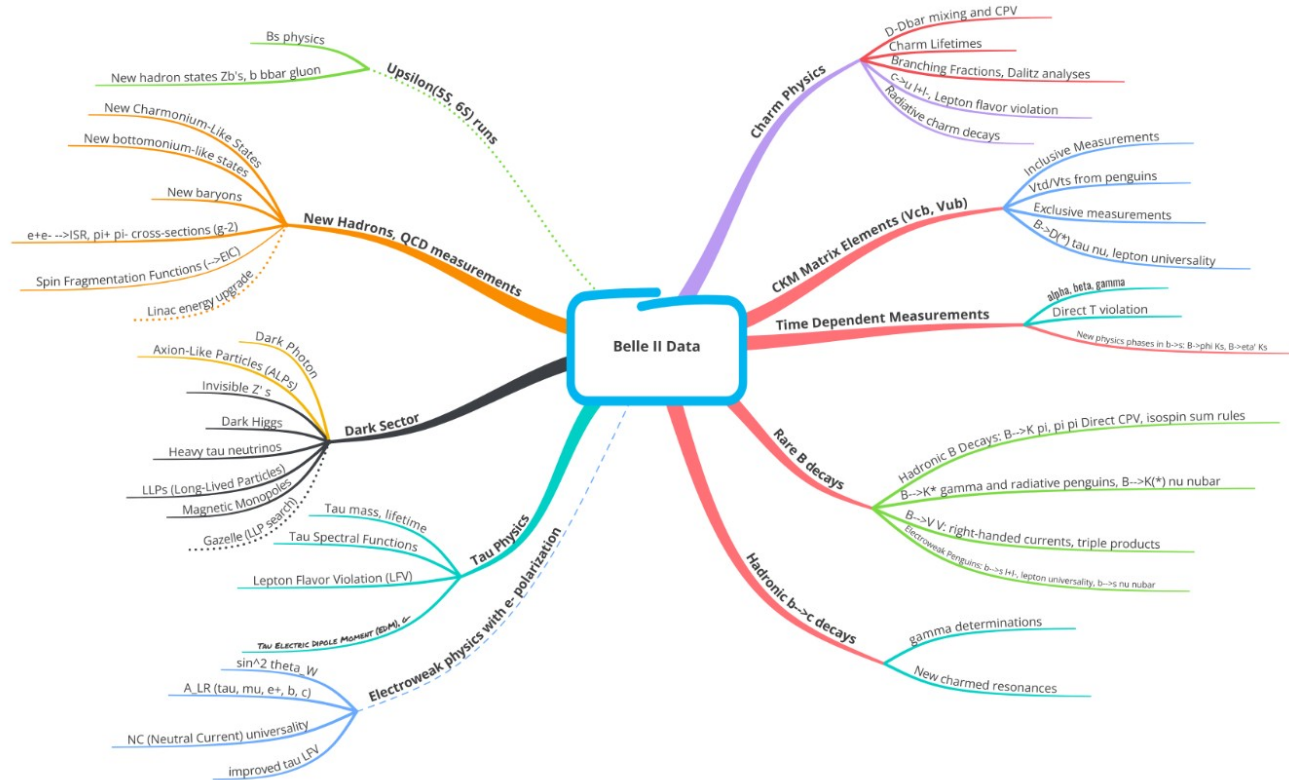 Belle II Data
Upsilon(5S, 6S) runs
Bs physics
New hadron states Zb's, b bbar gluon
New Hadrons, QCD measurements
New Charmonium-Like States
New bottomonium-like states
New baryons
e+e- -->ISR, pi+ pi- cross-sections (g-2)
Spin Fragmentation Functions (-->EIC)
Linac energy upgrade
Dark Sector
Dark Photon
Axion-Like Particles (ALPs)
Invisible Z' s
Dark Higgs
Heavy tau neutrinos
LLPs (Long-Lived Particles)
Magnetic Monopoles
Gazelle (LLP search)
Tau Physics
Tau mass, lifetime
Tau Spectral Functions
Lepton Flavor Violation (LFV)
Tau Electric Dipole Moment (EDM),
Electroweak physics with e- polarization
sin^2 theta_W
A_LR (tau, mu, e+, b, c)
NC (Neutral Current) universality
improved tau LFV
Charm Physics
D-Dbar mixing and CPV
Charm Lifetimes
Branching Fractions, Dalitz analyses
c->u l+l-, Lepton flavor violation
Radiative charm decays
CKM Matrix Elements (Vcb, Vub)
Inclusive Measurements
Vtd/Vts from penguins
Exclusive measurements
B->D(*) tau nu, lepton universality
Time Dependent Measurements
alpha, beta, gamma
Direct T violation
New physics phases in b->s: B->phi Ks, B->eta' Ks
Rare B decays
Hadronic B Decays: B-->K pi, pi pi Direct CPV, isospin sum rules
B-->K* gamma and radiative penguins, B-->K(*) nu nubar
B-->V V: right-handed currents, triple products
Electroweak Penguins: b-->s l+l-, lepton universality, b-->s nu nubar
Hadronic b-->c decays
gamma determinations
New charmed resonances